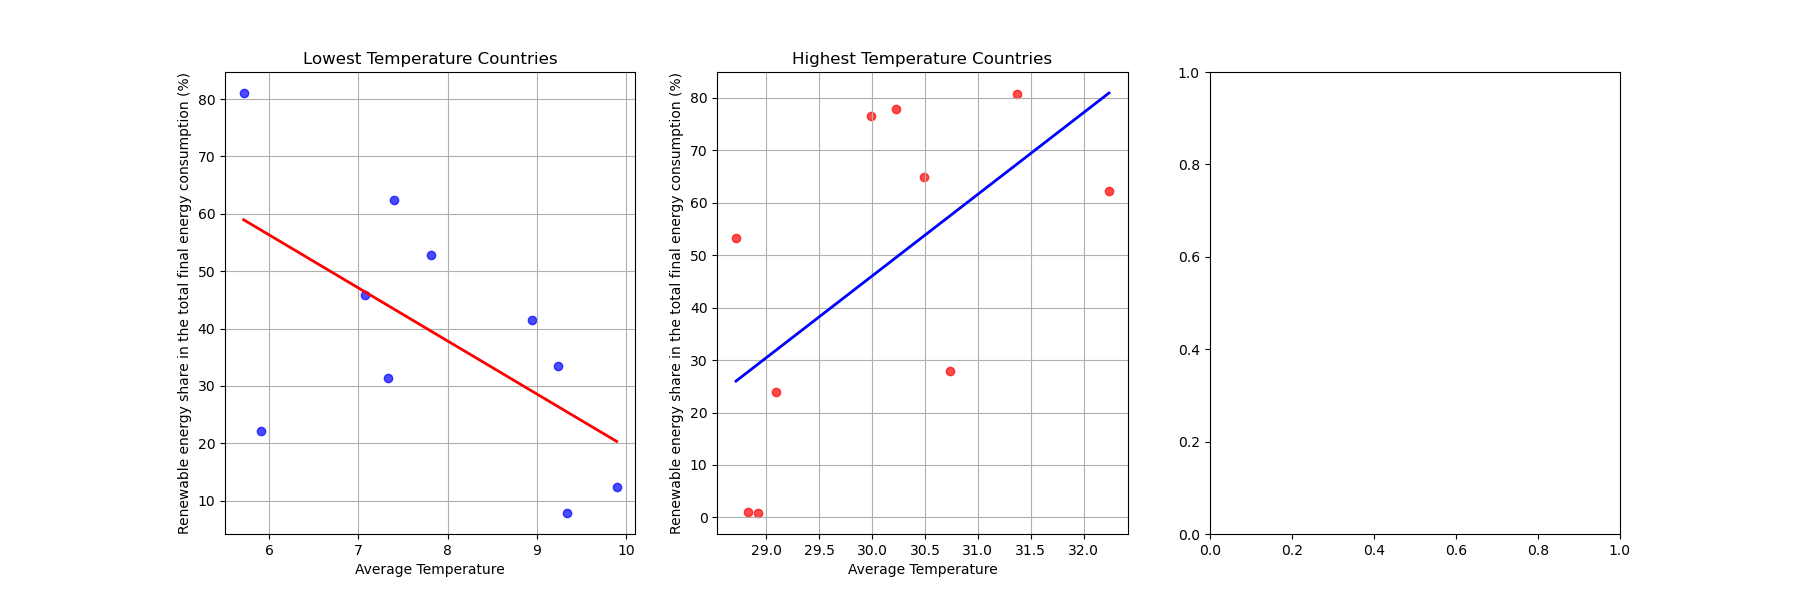 Lowest Temperature Countries
Renewable energy share in the total final energy consumption (%)
80
70
60
50
40
30
20
10
6 7 8 9 10
Average Temperature
Highest Temperature Countries
Renewable energy share in the total final energy consumption (%)
80
70
60
50
40
30
20
10
0
29.0 29.5 30.0 30.5 31.0 31.5 32.0
Average Temperature
1.0
0.8
0.6
0.4
0.2
0.0
0.0 0.2 0.4 0.6 0.8 1.0